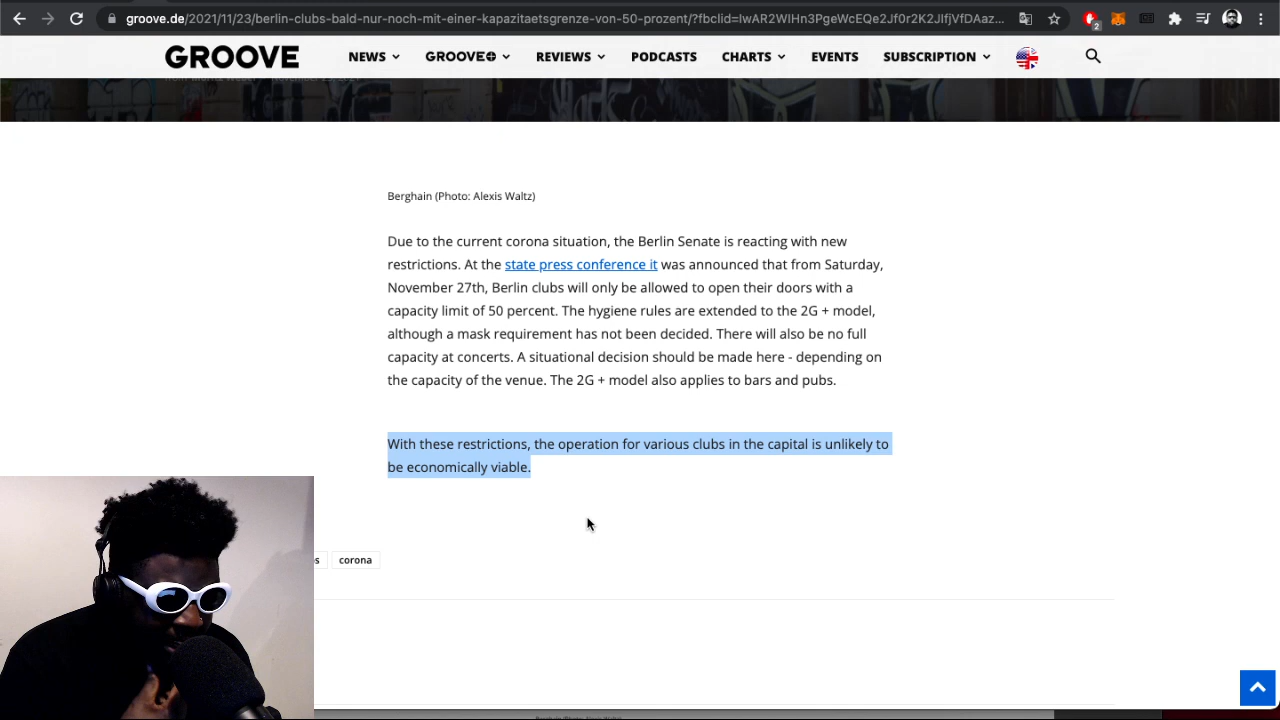 groove.de/2021/11/23/berlin-clubs-bald-nur-noch-mit-einer-kapazitaetsgrenze-von-50-prozent/?fbclid=IwAR2WIHn3PgeWcEQe2Jf0r2K2JIfjVfDAaz...
2
GROOVE
NEWS
GROOVE+
REVIEWS
PODCASTS
CHARTS
EVENTS
SUBSCRIPTION
Berghain (Photo: Alexis Waltz)
Due to the current corona situation, the Berlin Senate is reacting with new
restrictions. At the state press conference it was announced that from Saturday,
November 27th, Berlin clubs will only be allowed to open their doors with a
capacity limit of 50 percent. The hygiene rules are extended to the 2G + model,
although a mask requirement has not been decided. There will also be no full
capacity at concerts. A situational decision should be made here - depending on
the capacity of the venue. The 2G + model also applies to bars and pubs.
With these restrictions, the operation for various clubs in the capital is unlikely to
be economically viable.
corona